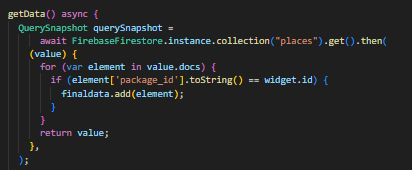 getData() async {
QuerySnapshot querySnapshot =
await FirebaseFirestore.instance.collection("places").get().then(
(value) {
for (var element in value.docs) {
if (element['package_id'].toString() == widget.id) {
finaldata.add(element);
}
}
return value;
},
);